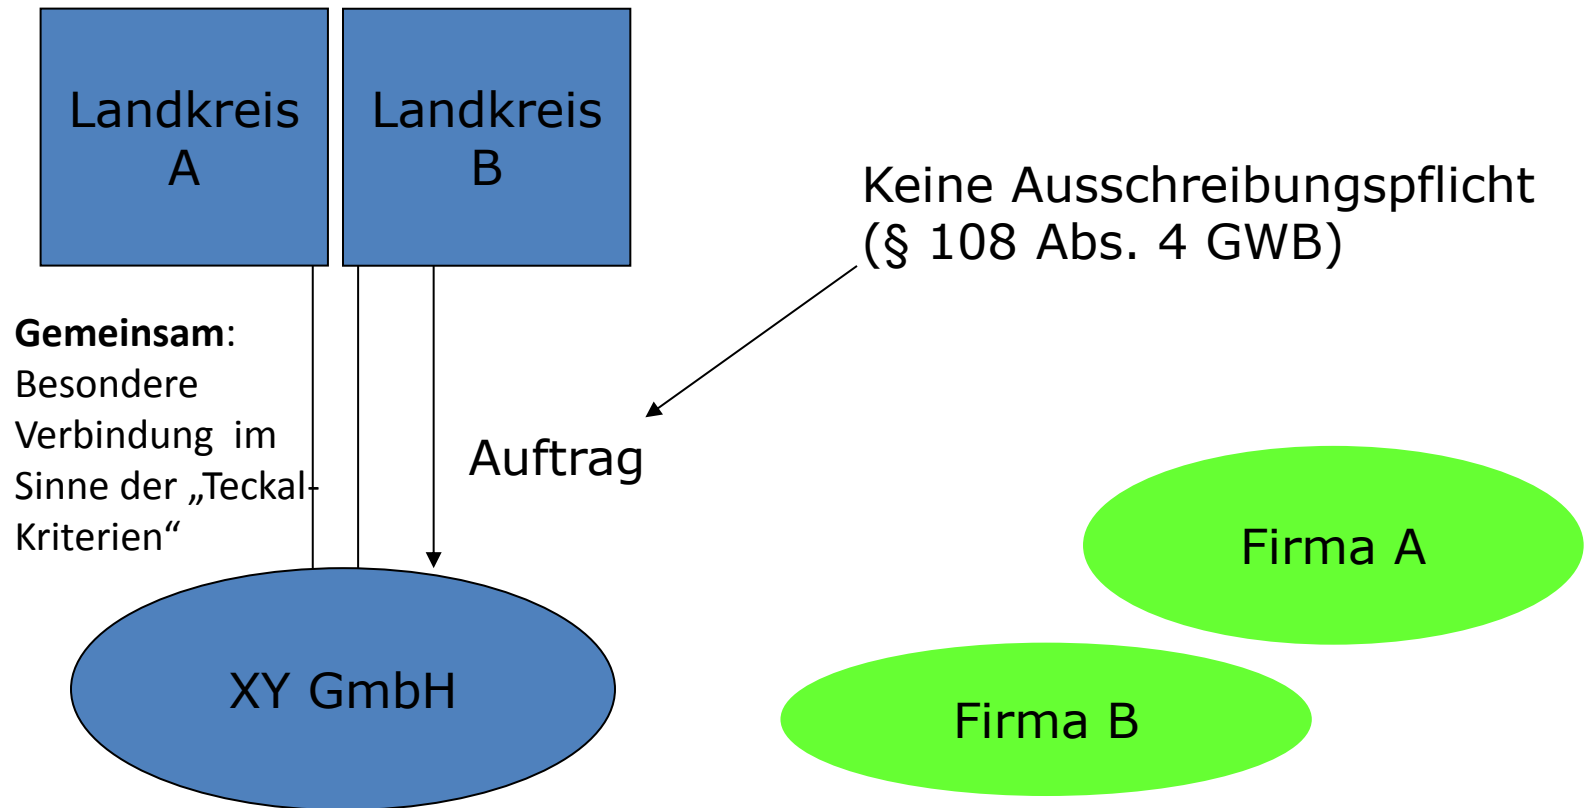 Landkreis
A
Landkreis
B
Keine Ausschreibungspflicht
(§ 108 Abs. 4 GWB)
Gemeinsam:
Besondere
Verbindung im
Sinne der „Teckal-
Kriterien“
Auftrag
Firma A
XY GmbH
Firma B